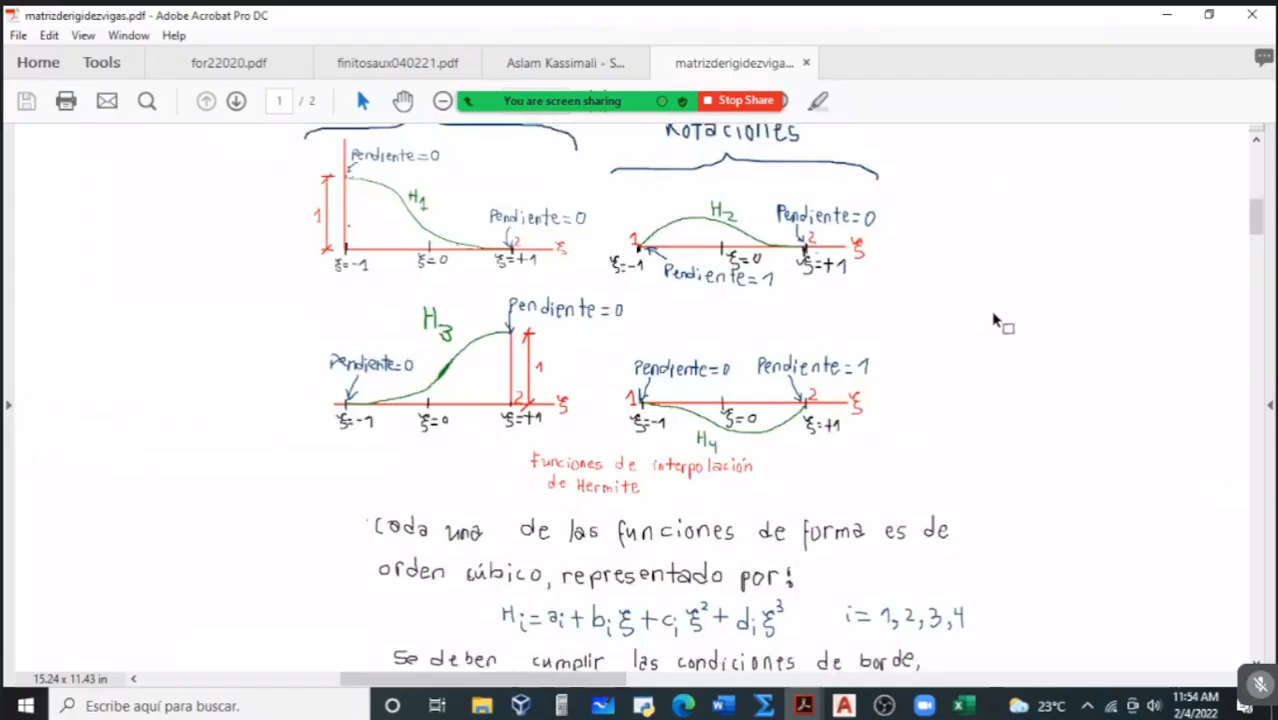 matrizderigidezvigas.pdf - Adobe Acrobat Pro DC
File Edit View Window Help
Home Tools for22020.pdf finitosaux040221.pdf Aslam Kassimali - S... matrizderigidezviga... ×
1 / 2 You are screen sharing Stop Share
Rotaciones
Pendiente=0
H1
1
Pendiente=0
2
ξ
ξ=-1 ξ=0 ξ=+1
H2
Pendiente=0
1 2 ξ
ξ=-1 ξ=0 ξ=+1
Pendiente=1
H3
Pendiente=0
Pendiente=0
1
2 ξ
ξ=-1 ξ=0 ξ=+1
Pendiente=0 Pendiente=1
1 2 ξ
ξ=-1 ξ=0 ξ=+1
H4
Funciones de interpolación
de Hermite
Cada una de las funciones de forma es de
orden cúbico, representado por:
Hi=ai+biξ+ciξ²+diξ³ i=1,2,3,4
Se deben cumplir las condiciones de borde,
15.24 x 11.43 in
Escribe aquí para buscar. 23°C 11:54 AM
2/4/2022